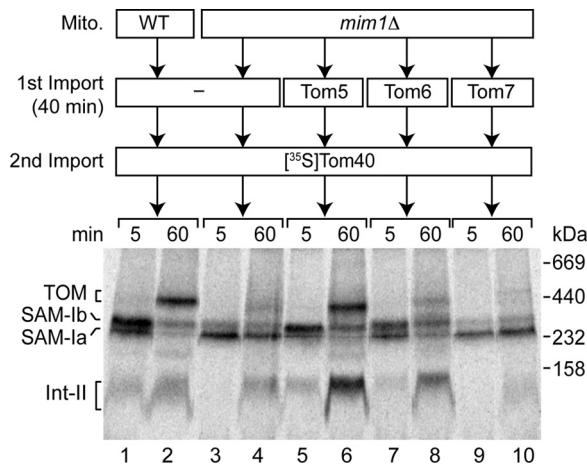 Mito. WT mim1Δ
1st Import – Tom5 Tom6 Tom7
(40 min)
2nd Import [³⁵S]Tom40
min 5 60 5 60 5 60 5 60 5 60 kDa
-669
TOM -440
SAM-Ib
SAM-Ia -232
-158
Int-II
1 2 3 4 5 6 7 8 9 10